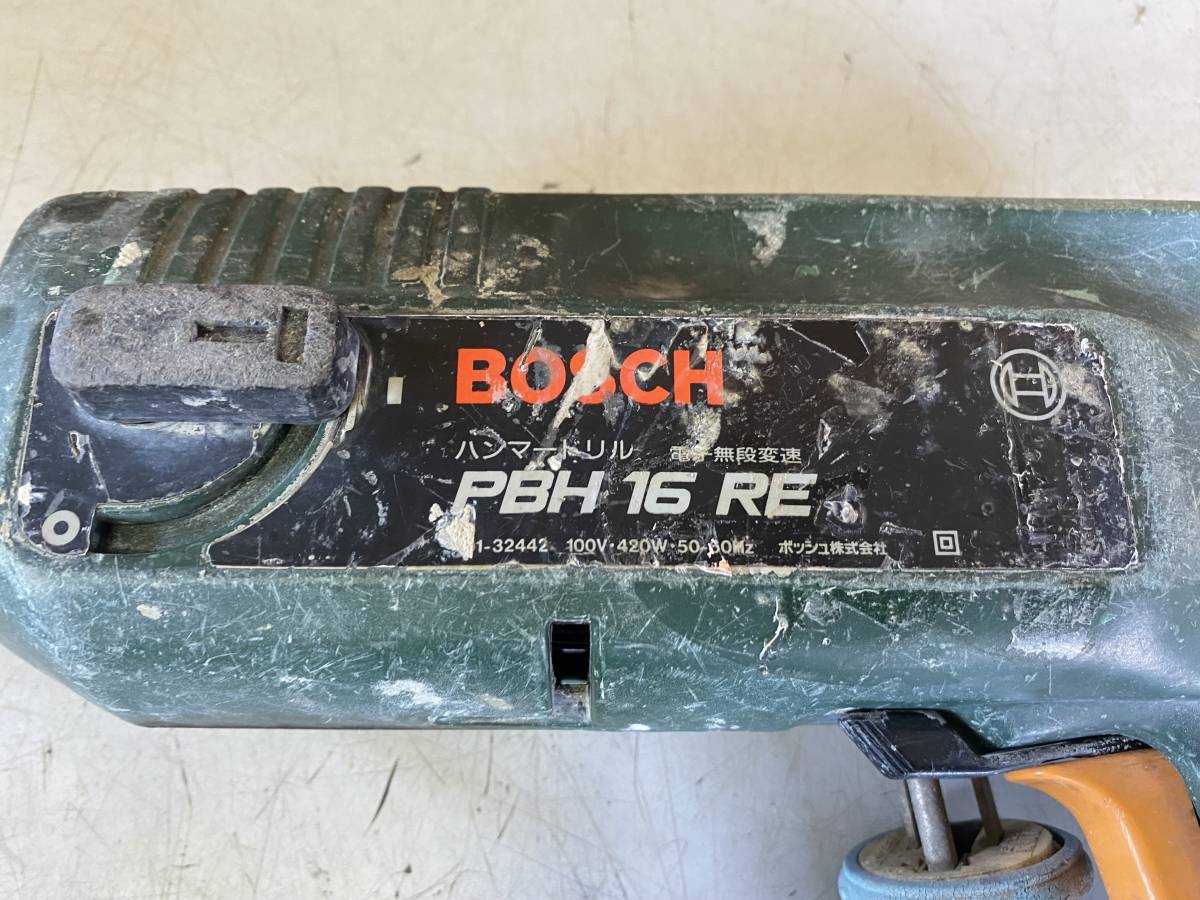 BOSCH
ハンマードリル 電子無段変速
PBH 16 RE
1-32442 100V・420W・50-60Hz ボッシュ株式会社